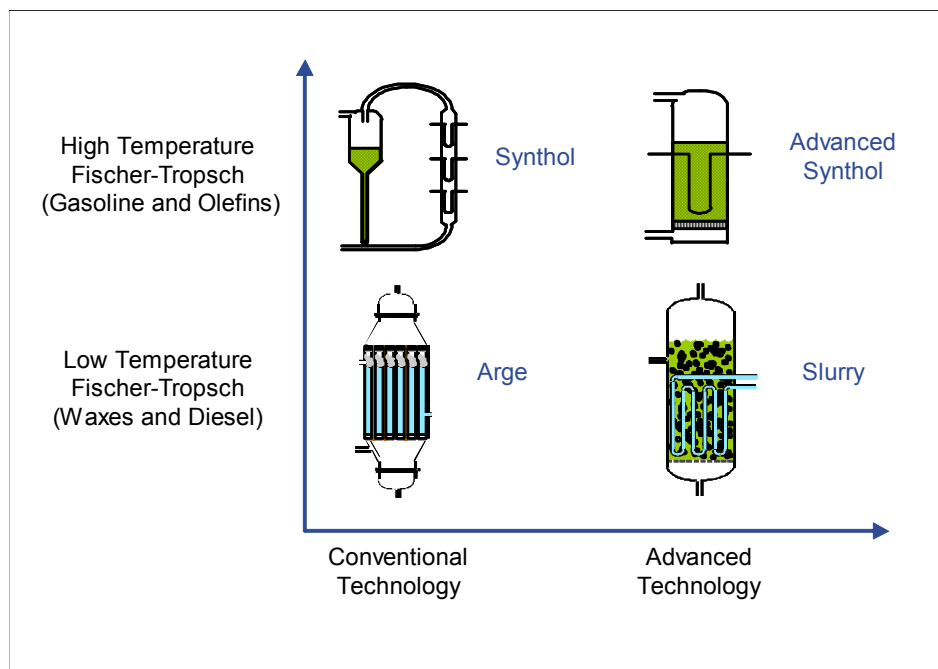 High Temperature
Fischer-Tropsch
(Gasoline and Olefins)
Synthol
Advanced
Synthol
Low Temperature
Fischer-Tropsch
(Waxes and Diesel)
Arge
Slurry
Conventional
Technology
Advanced
Technology